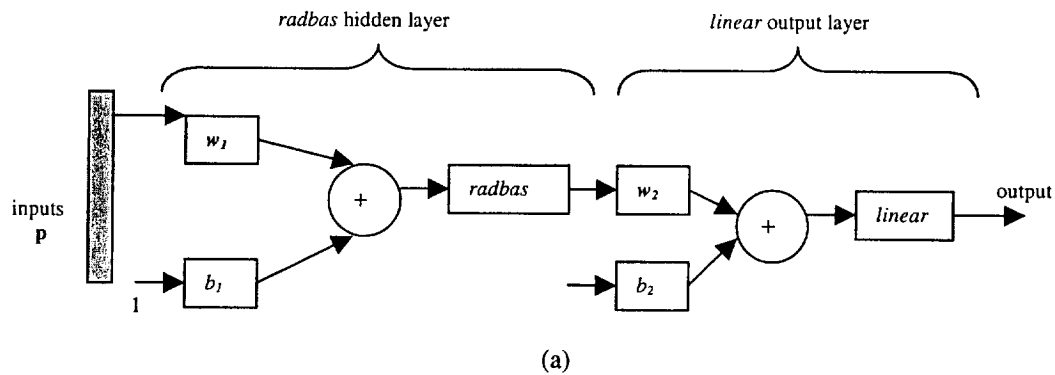 radbas hidden layer
linear output layer
inputs
p
w1
+
radbas
1
b1
w2
+
linear
output
b2
(a)